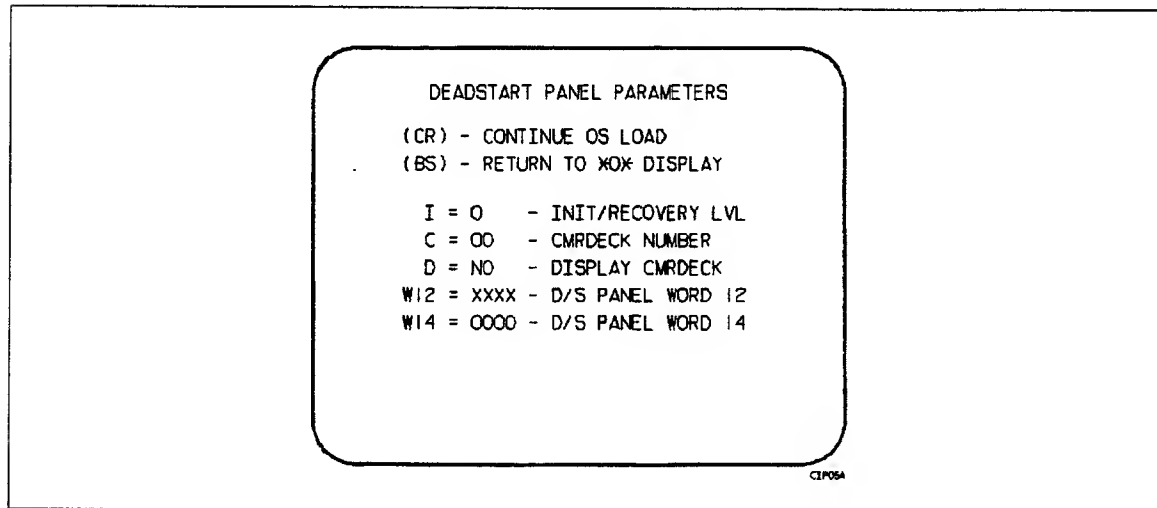 DEADSTART PANEL PARAMETERS
(CR) - CONTINUE OS LOAD
(BS) - RETURN TO *O* DISPLAY
I = 0 - INIT/RECOVERY LVL
C = 00 - CMRDECK NUMBER
D = NO - DISPLAY CMRDECK
W12 = XXXX - D/S PANEL WORD 12
W14 = 0000 - D/S PANEL WORD 14
CIP05A